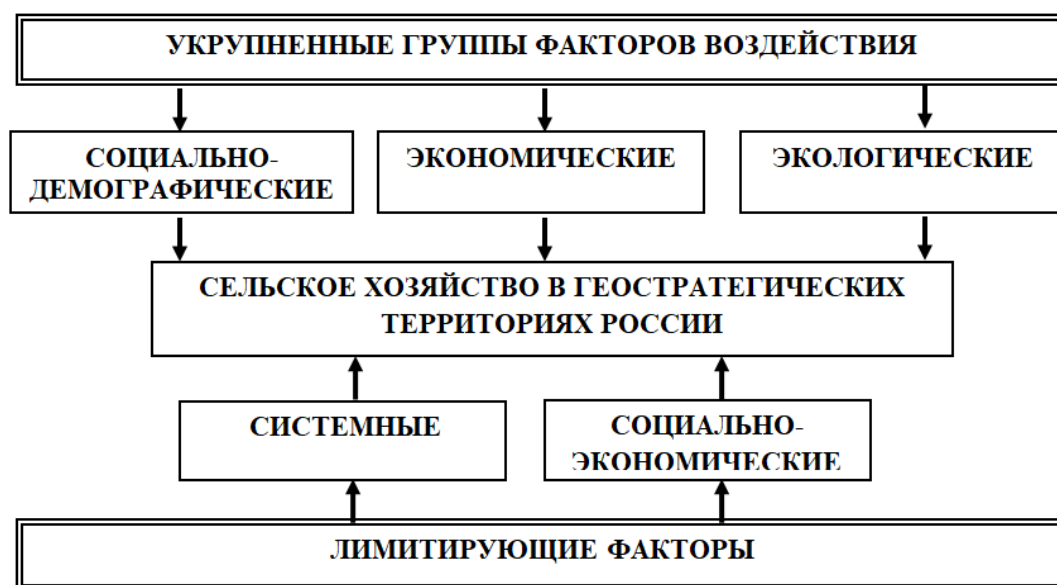 УКРУПНЕННЫЕ ГРУППЫ ФАКТОРОВ ВОЗДЕЙСТВИЯ
СОЦИАЛЬНО-
ДЕМОГРАФИЧЕСКИЕ
ЭКОНОМИЧЕСКИЕ
ЭКОЛОГИЧЕСКИЕ
СЕЛЬСКОЕ ХОЗЯЙСТВО В ГЕОСТРАТЕГИЧЕСКИХ
ТЕРРИТОРИЯХ РОССИИ
СИСТЕМНЫЕ
СОЦИАЛЬНО-
ЭКОНОМИЧЕСКИЕ
ЛИМИТИРУЮЩИЕ ФАКТОРЫ